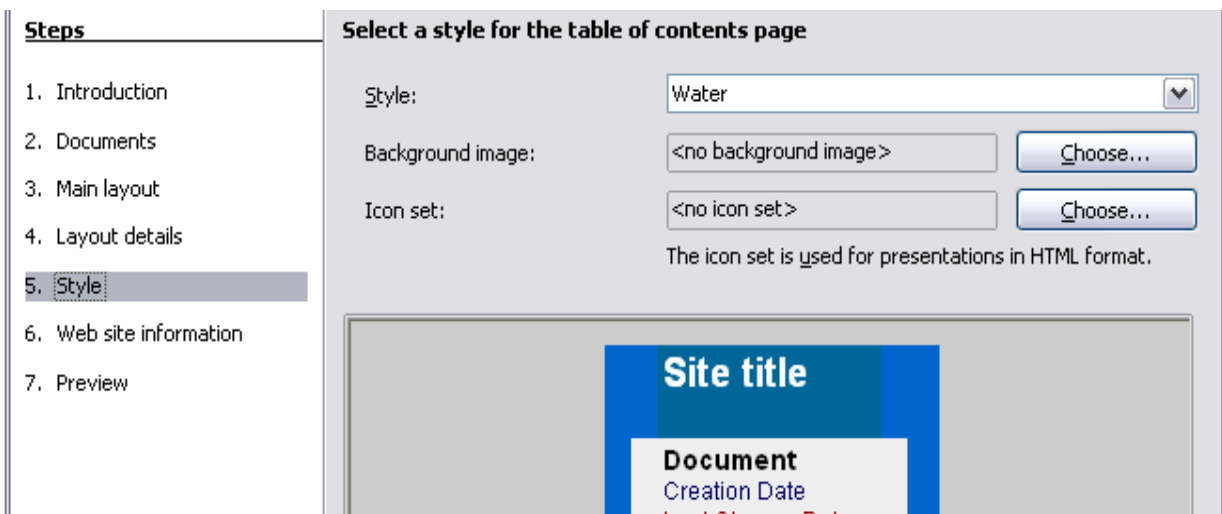 Steps
1. Introduction
2. Documents
3. Main layout
4. Layout details
5. Style
6. Web site information
7. Preview
Select a style for the table of contents page
Style: Water
Background image: <no background image> Choose...
Icon set: <no icon set> Choose...
The icon set is used for presentations in HTML format.
Site title
Document
Creation Date